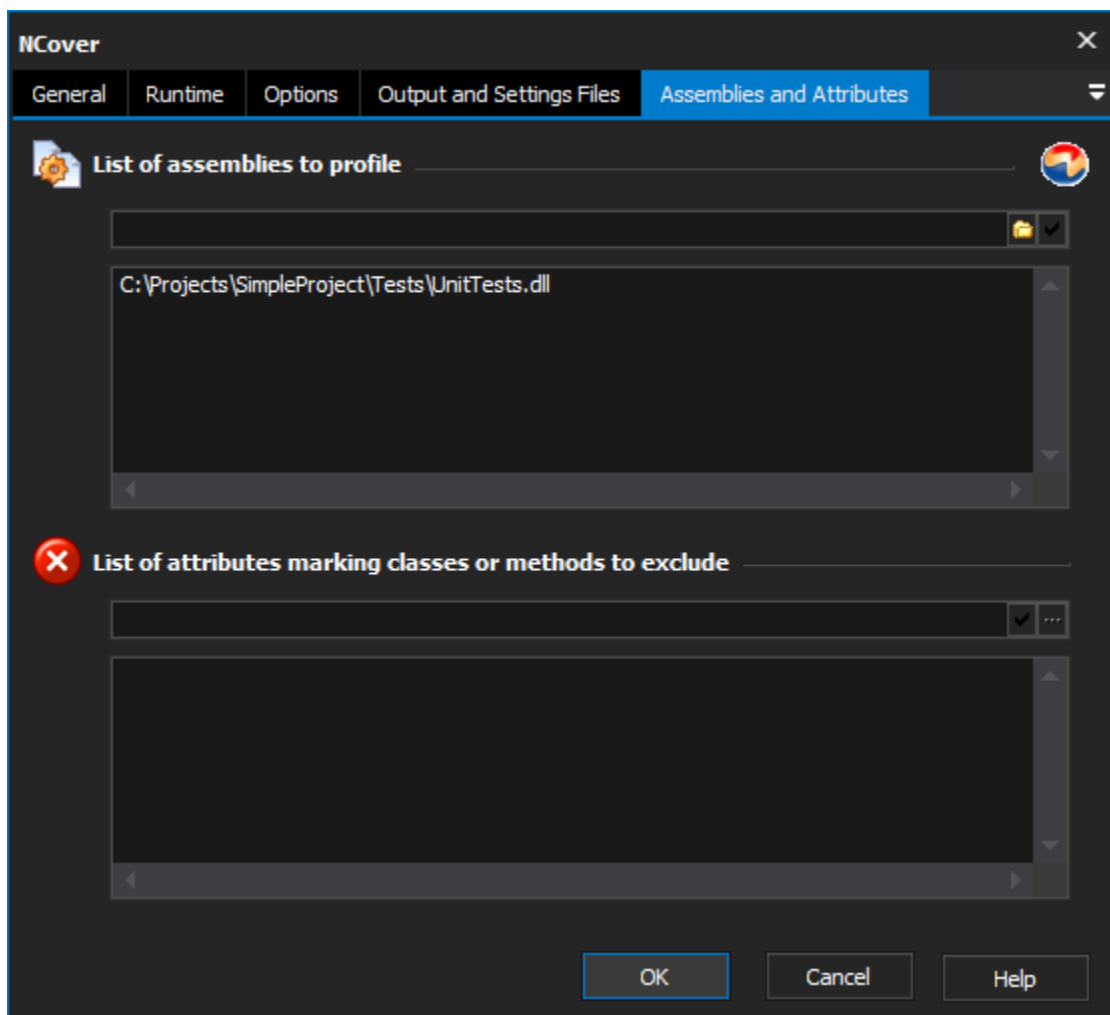 NCover
General Runtime Options Output and Settings Files Assemblies and Attributes
List of assemblies to profile
C:\Projects\SimpleProject\Tests\UnitTests.dll
List of attributes marking classes or methods to exclude
OK Cancel Help